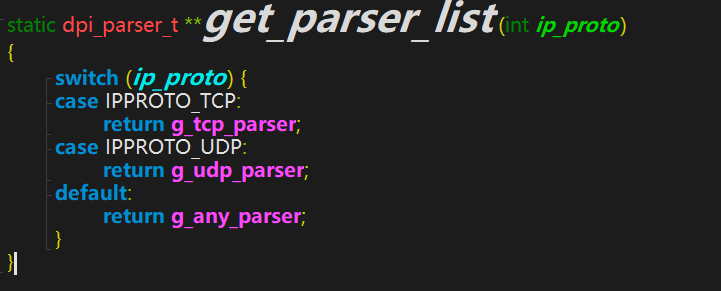 static dpi_parser_t **get_parser_list(int ip_proto)
{
switch (ip_proto) {
case IPPROTO_TCP:
return g_tcp_parser;
case IPPROTO_UDP:
return g_udp_parser;
default:
return g_any_parser;
}
}